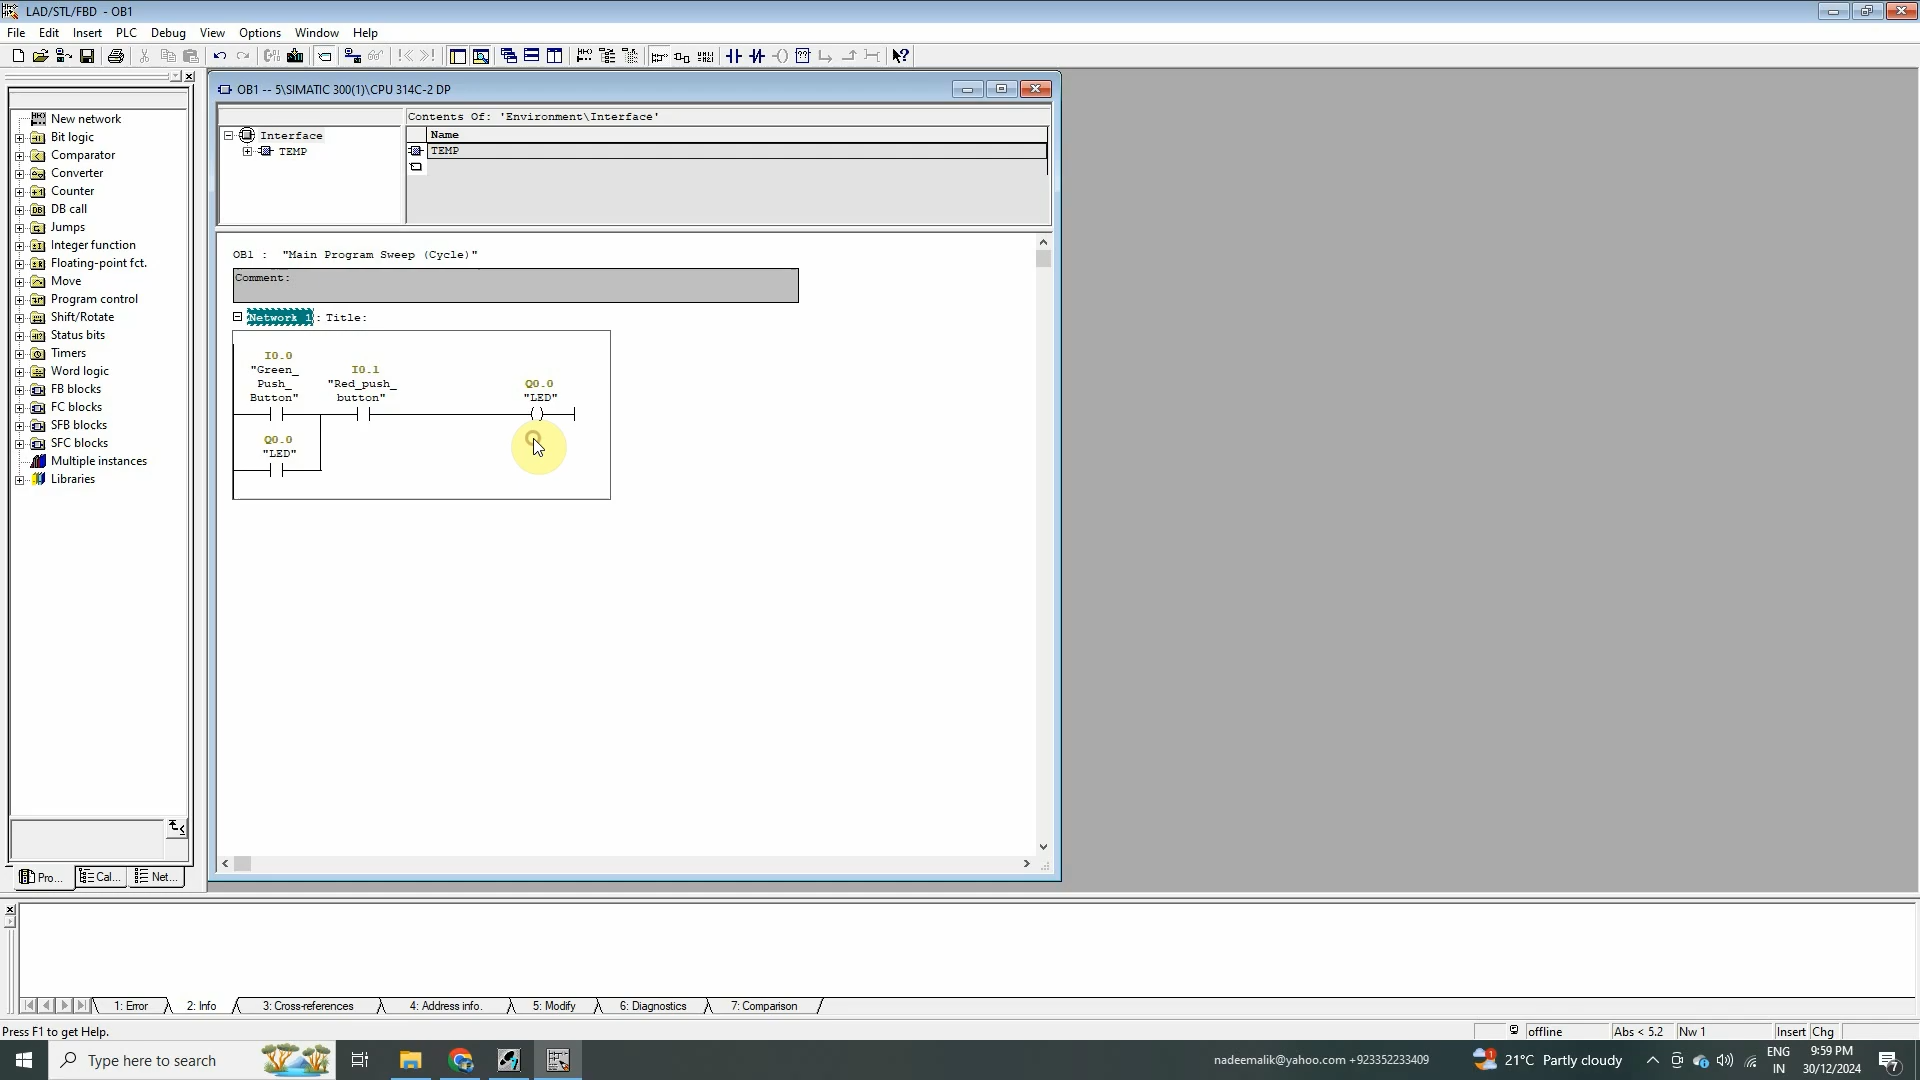 LAD/STL/FBD - OB1
File Edit Insert PLC Debug View Options Window Help
OB1 -- 5\SIMATIC 300(1)\CPU 314C-2 DP
New network
Bit logic
Comparator
Converter
Counter
DB call
Jumps
Integer function
Floating-point fct.
Move
Program control
Shift/Rotate
Status bits
Timers
Word logic
FB blocks
FC blocks
SFB blocks
SFC blocks
Multiple instances
Libraries
Pro... Cal... Net...
Interface
TEMP
Contents Of: 'Environment\Interface'
Name
TEMP
OB1 : "Main Program Sweep (Cycle)"
Comment:
Network 1: Title:
I0.0
"Green_
Push_
Button"
I0.1
"Red_push_
button"
Q0.0
"LED"
Q0.0
"LED"
1: Error 2: Info 3: Cross-references 4: Address info. 5: Modify 6: Diagnostics 7: Comparison
Press F1 to get Help. offline Abs < 5.2 Nw 1 Insert Chg
Type here to search
nadeemalik@yahoo.com +923352233409
21°C Partly cloudy
ENG
IN
9:59 PM
30/12/2024
7